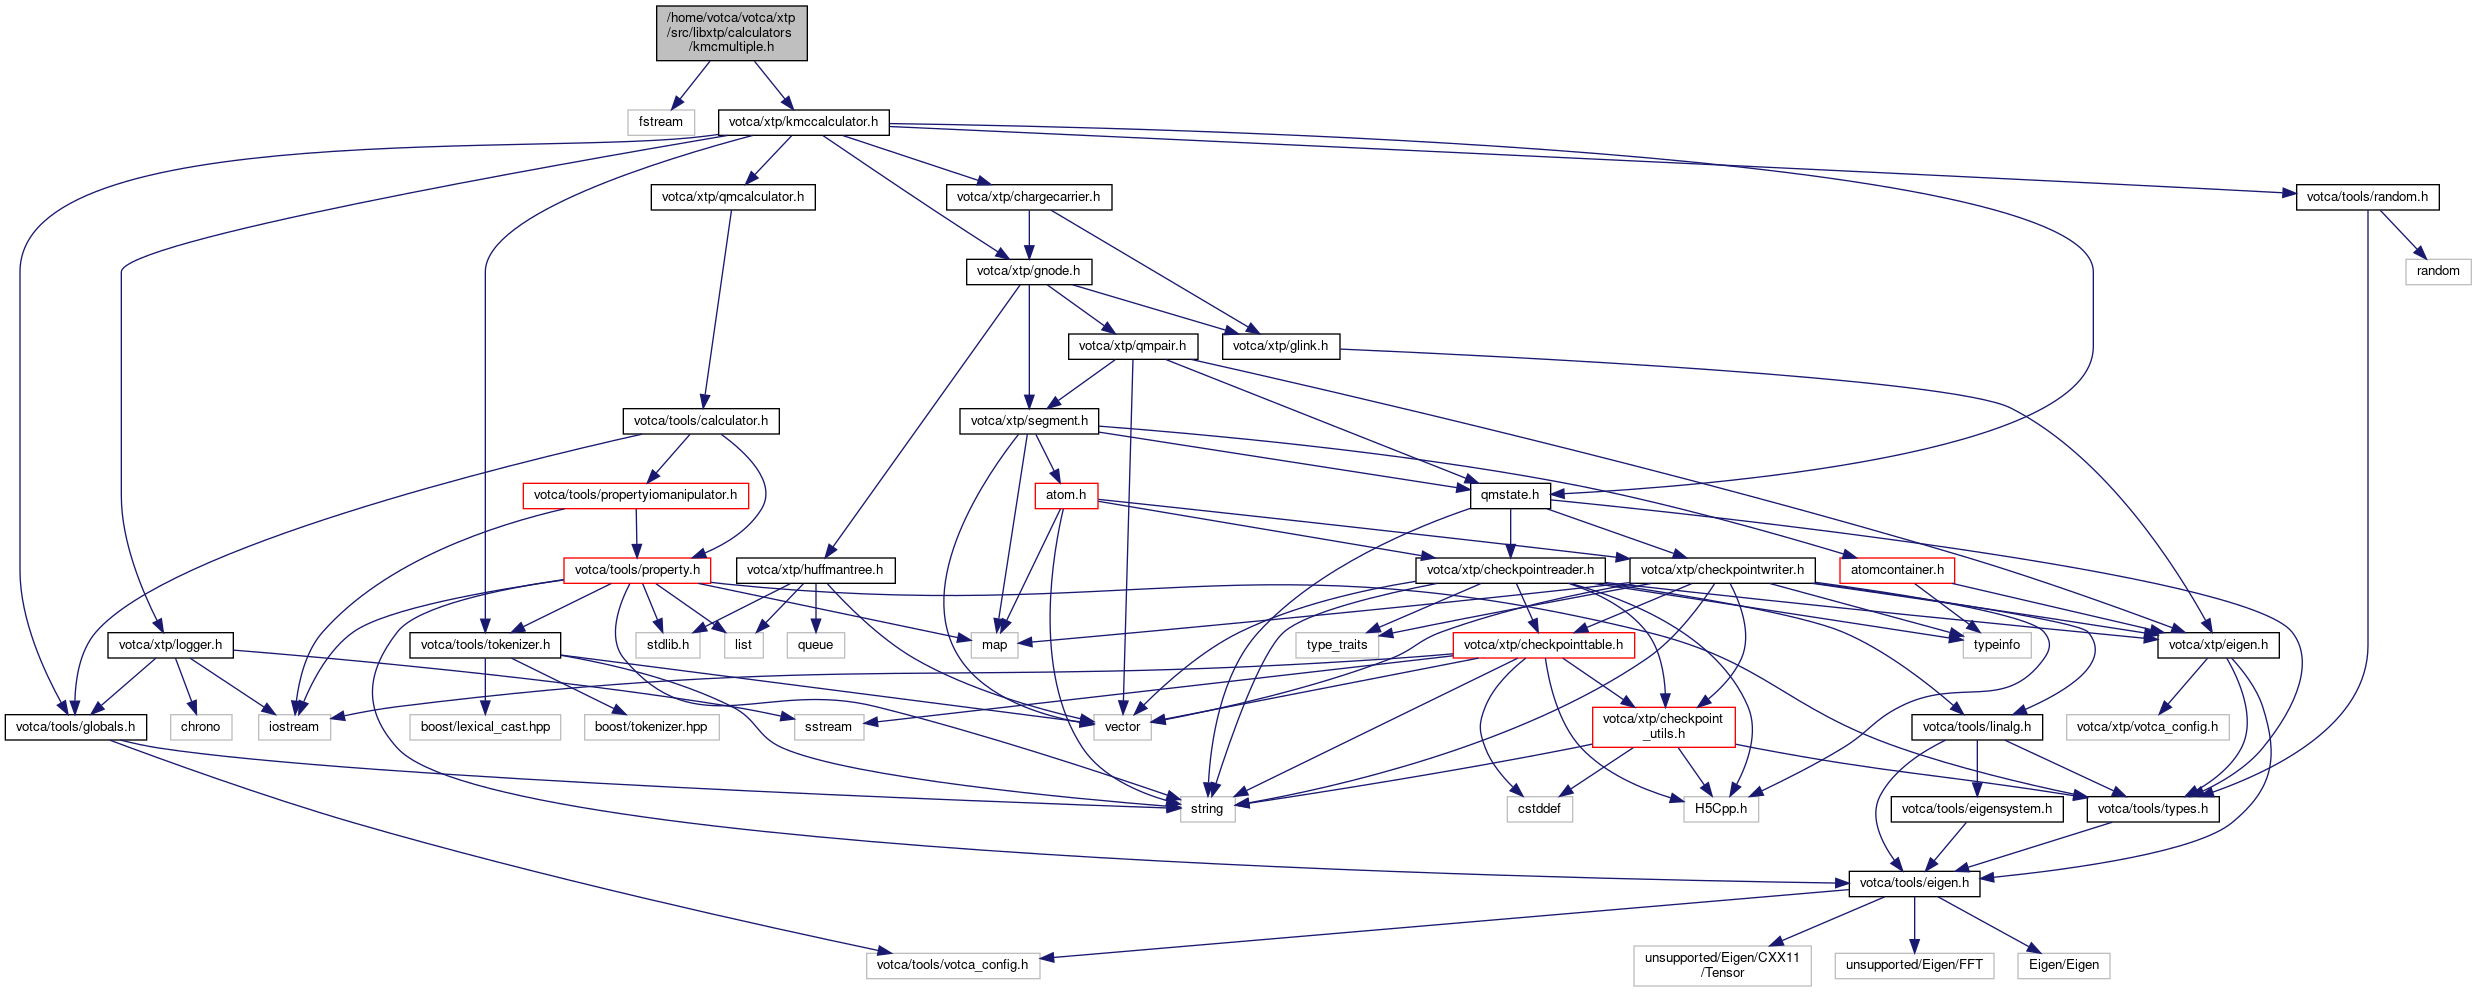 /home/votca/votca/xtp
/src/libxtp/calculators
/kmcmultiple.h
fstream
votca/xtp/kmccalculator.h
votca/xtp/qmcalculator.h
votca/xtp/chargecarrier.h
votca/tools/random.h
votca/xtp/gnode.h
random
votca/xtp/qmpair.h
votca/xtp/glink.h
votca/tools/calculator.h
votca/xtp/segment.h
votca/tools/propertyiomanipulator.h
atom.h
qmstate.h
votca/tools/property.h
votca/xtp/huffmantree.h
votca/xtp/checkpointreader.h
votca/xtp/checkpointwriter.h
atomcontainer.h
votca/xtp/logger.h
votca/tools/tokenizer.h
stdlib.h
list
queue
map
type_traits
votca/xtp/checkpointtable.h
typeinfo
votca/xtp/eigen.h
votca/tools/globals.h
chrono
iostream
boost/lexical_cast.hpp
boost/tokenizer.hpp
sstream
vector
votca/xtp/checkpoint
_utils.h
votca/tools/linalg.h
votca/xtp/votca_config.h
string
cstddef
H5Cpp.h
votca/tools/eigensystem.h
votca/tools/types.h
votca/tools/eigen.h
votca/tools/votca_config.h
unsupported/Eigen/CXX11
/Tensor
unsupported/Eigen/FFT
Eigen/Eigen